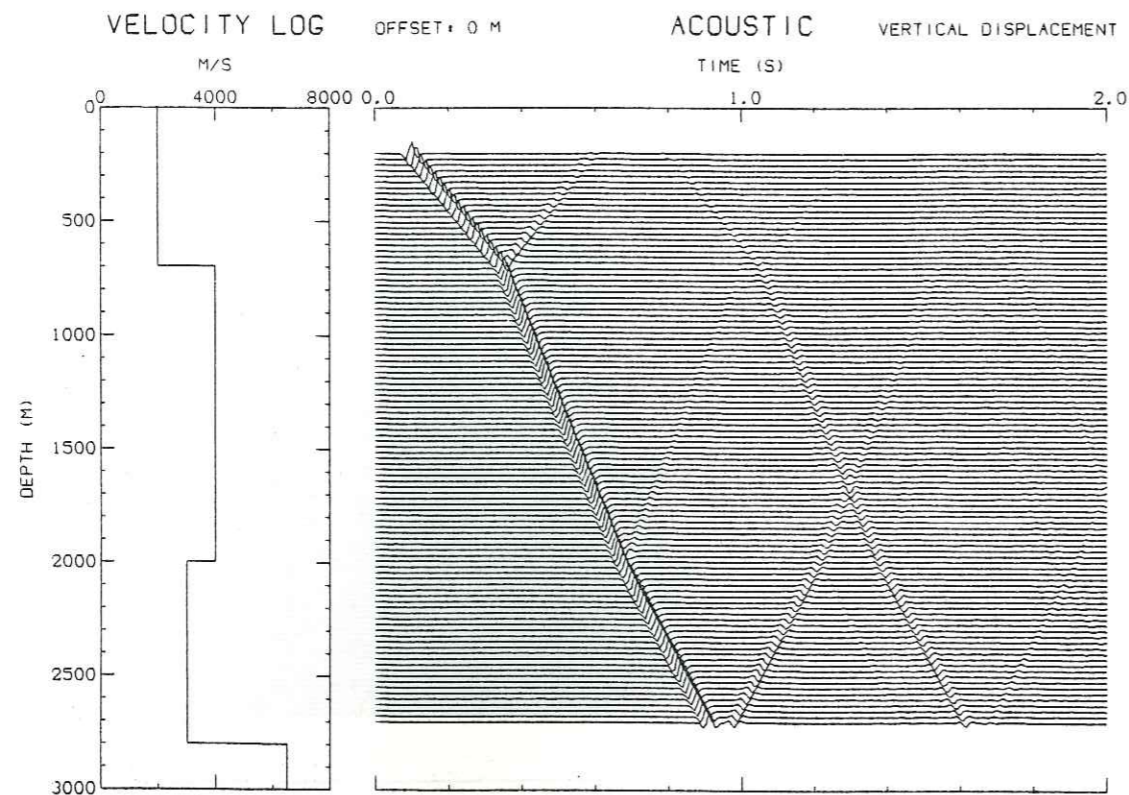 VELOCITY LOG OFFSET: 0 M ACOUSTIC VERTICAL DISPLACEMENT
M/S TIME (S)
0 4000 8000 0.0 1.0 2.0
0
500
1000
1500
2000
2500
3000
DEPTH (M)